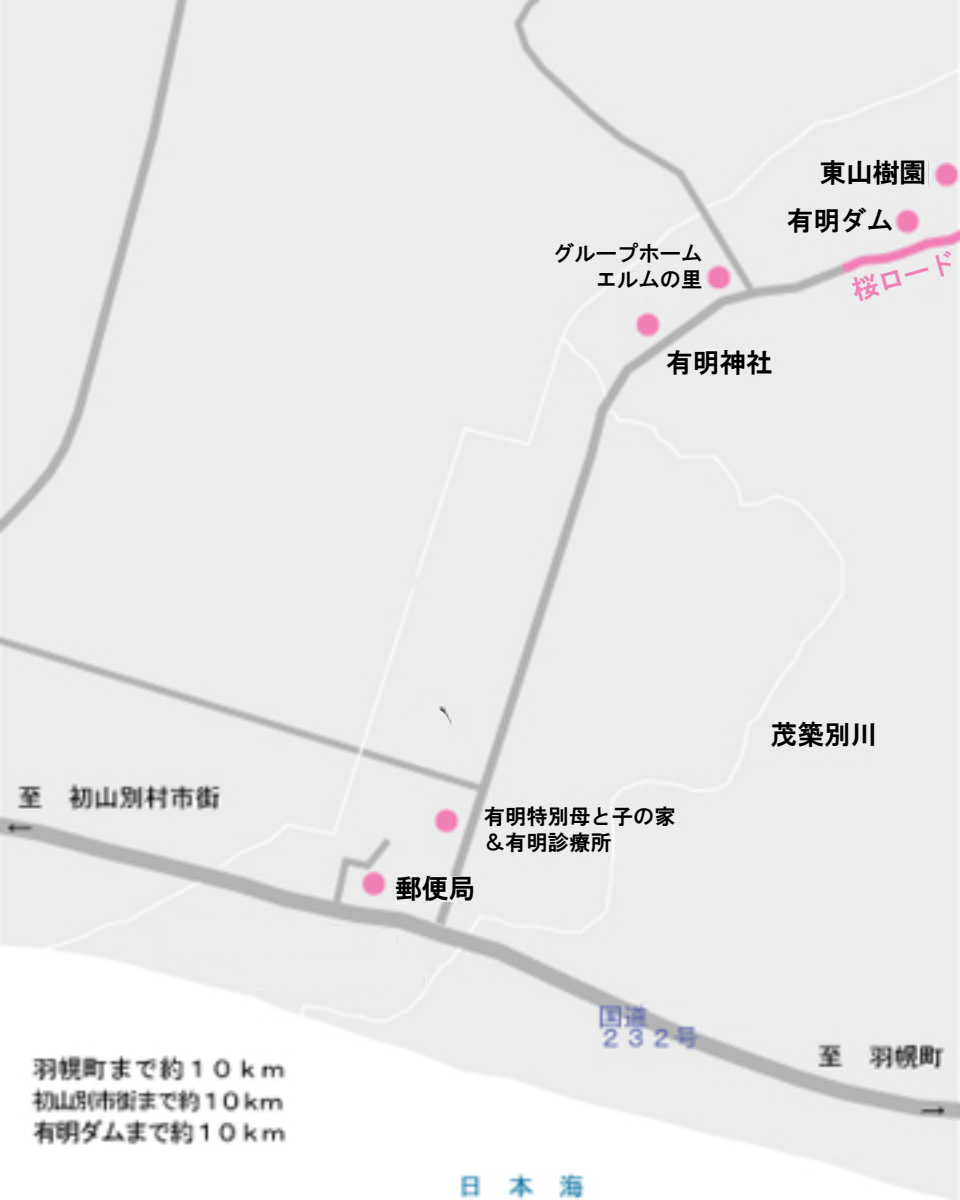 東山樹園
有明ダム
桜ロード
グループホーム
エルムの里
有明神社
茂築別川
至　初山別村市街
←
有明特別母と子の家
＆有明診療所
郵便局
国道
２３２号
至　羽幌町
→
羽幌町まで約１０ｋｍ
初山別市街まで約１０ｋｍ
有明ダムまで約１０ｋｍ
日　本　海